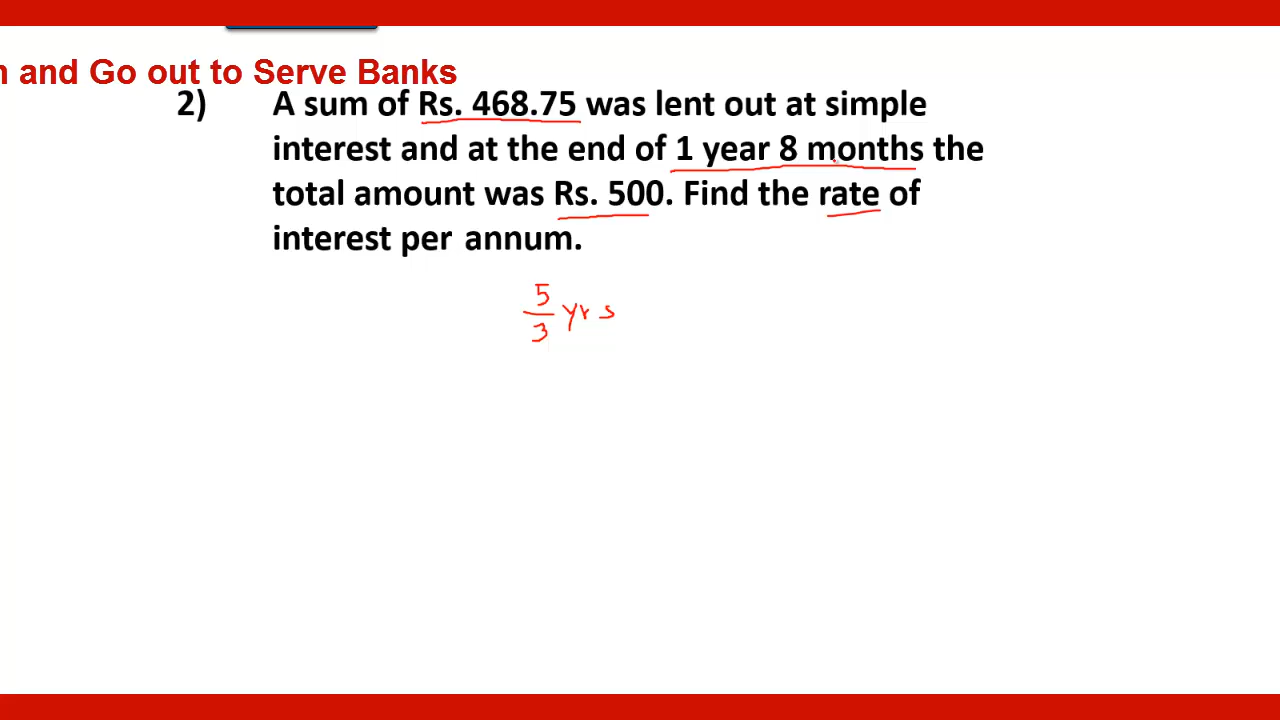 n and Go out to Serve Banks
2) A sum of Rs. 468.75 was lent out at simple
interest and at the end of 1 year 8 months the
total amount was Rs. 500. Find the rate of
interest per annum.
5
3 yrs